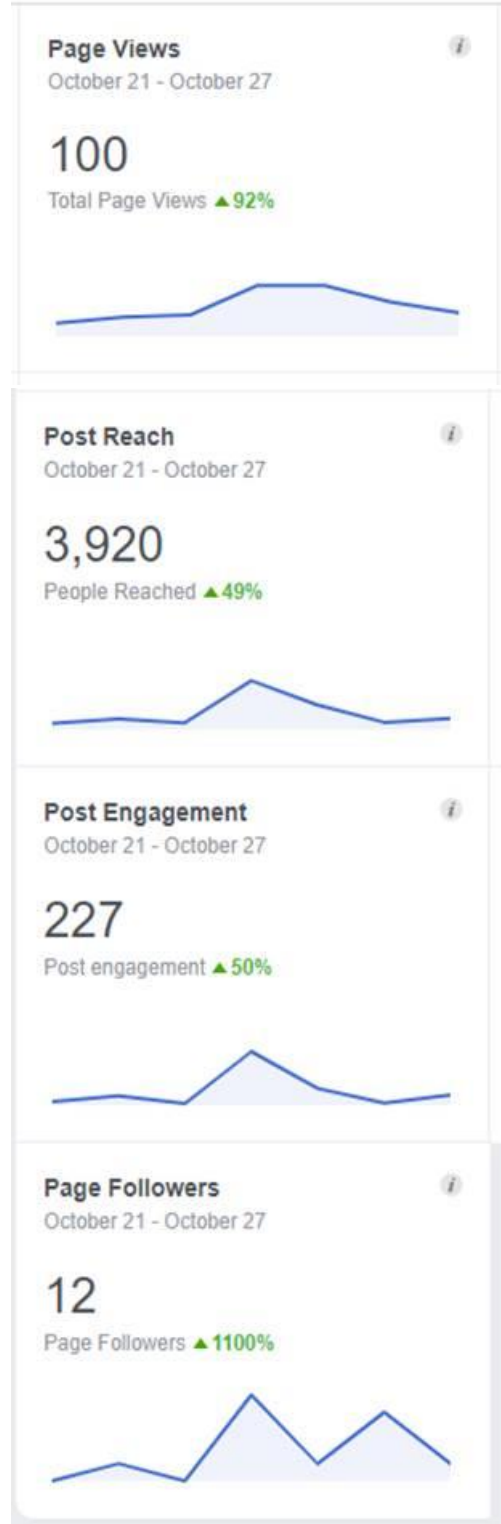 Page Views
i
October 21 - October 27
100
Total Page Views ▲ 92%
Post Reach
i
October 21 - October 27
3,920
People Reached ▲ 49%
Post Engagement
i
October 21 - October 27
227
Post engagement ▲ 50%
Page Followers
i
October 21 - October 27
12
Page Followers ▲ 1100%